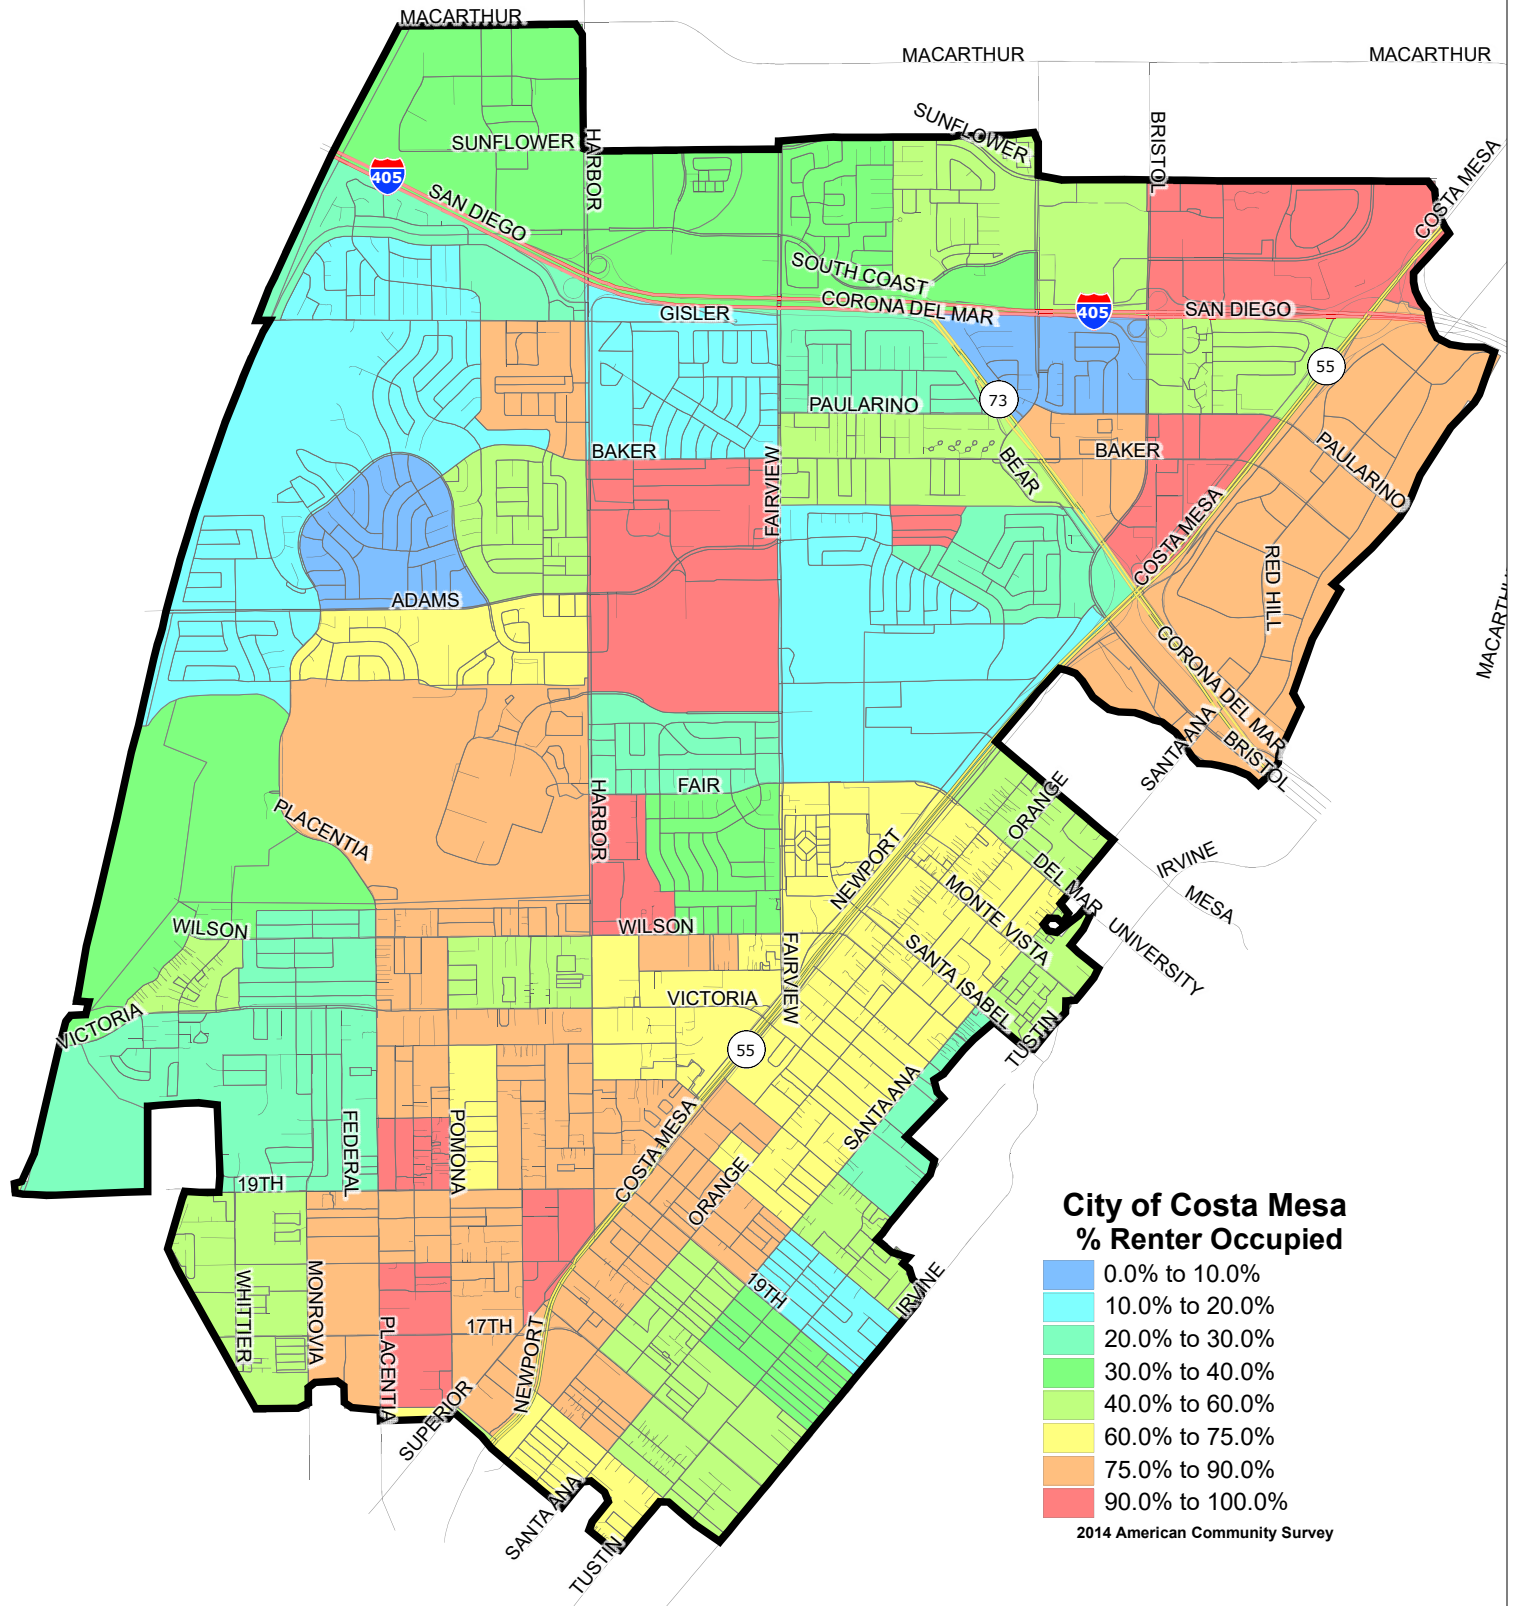 MACARTHUR
MACARTHUR
MACARTHUR
SUNFLOWER
BRISTOL
SUNFLOWER
HARBOR
COSTA MESA
405
SAN DIEGO
SOUTH COAST
CORONA DEL MAR
405
SAN DIEGO
GISLER
55
73
PAULARINO
BAKER
BAKER
BEAR
PAULARINO
FAIRVIEW
COSTA MESA
RED HILL
ADAMS
MACARTHU
CORONA DEL MAR
SANTA ANA
BRISTOL
FAIR
HARBOR
PLACENTIA
ORANGE
NEWPORT
IRVINE
DEL MAR
MESA
MONTE VISTA
UNIVERSITY
WILSON
WILSON
FAIRVIEW
SANTA ISABEL
VICTORIA
VICTORIA
TUSTIN
55
SANTA ANA
FEDERAL
POMONA
COSTA MESA
ORANGE
19TH
19TH
IRVINE
WHITTIER
MONROVIA
PLACENTIA
17TH
NEWPORT
SUPERIOR
SANTA ANA
TUSTIN
City of Costa Mesa
% Renter Occupied
0.0% to 10.0%
10.0% to 20.0%
20.0% to 30.0%
30.0% to 40.0%
40.0% to 60.0%
60.0% to 75.0%
75.0% to 90.0%
90.0% to 100.0%
2014 American Community Survey